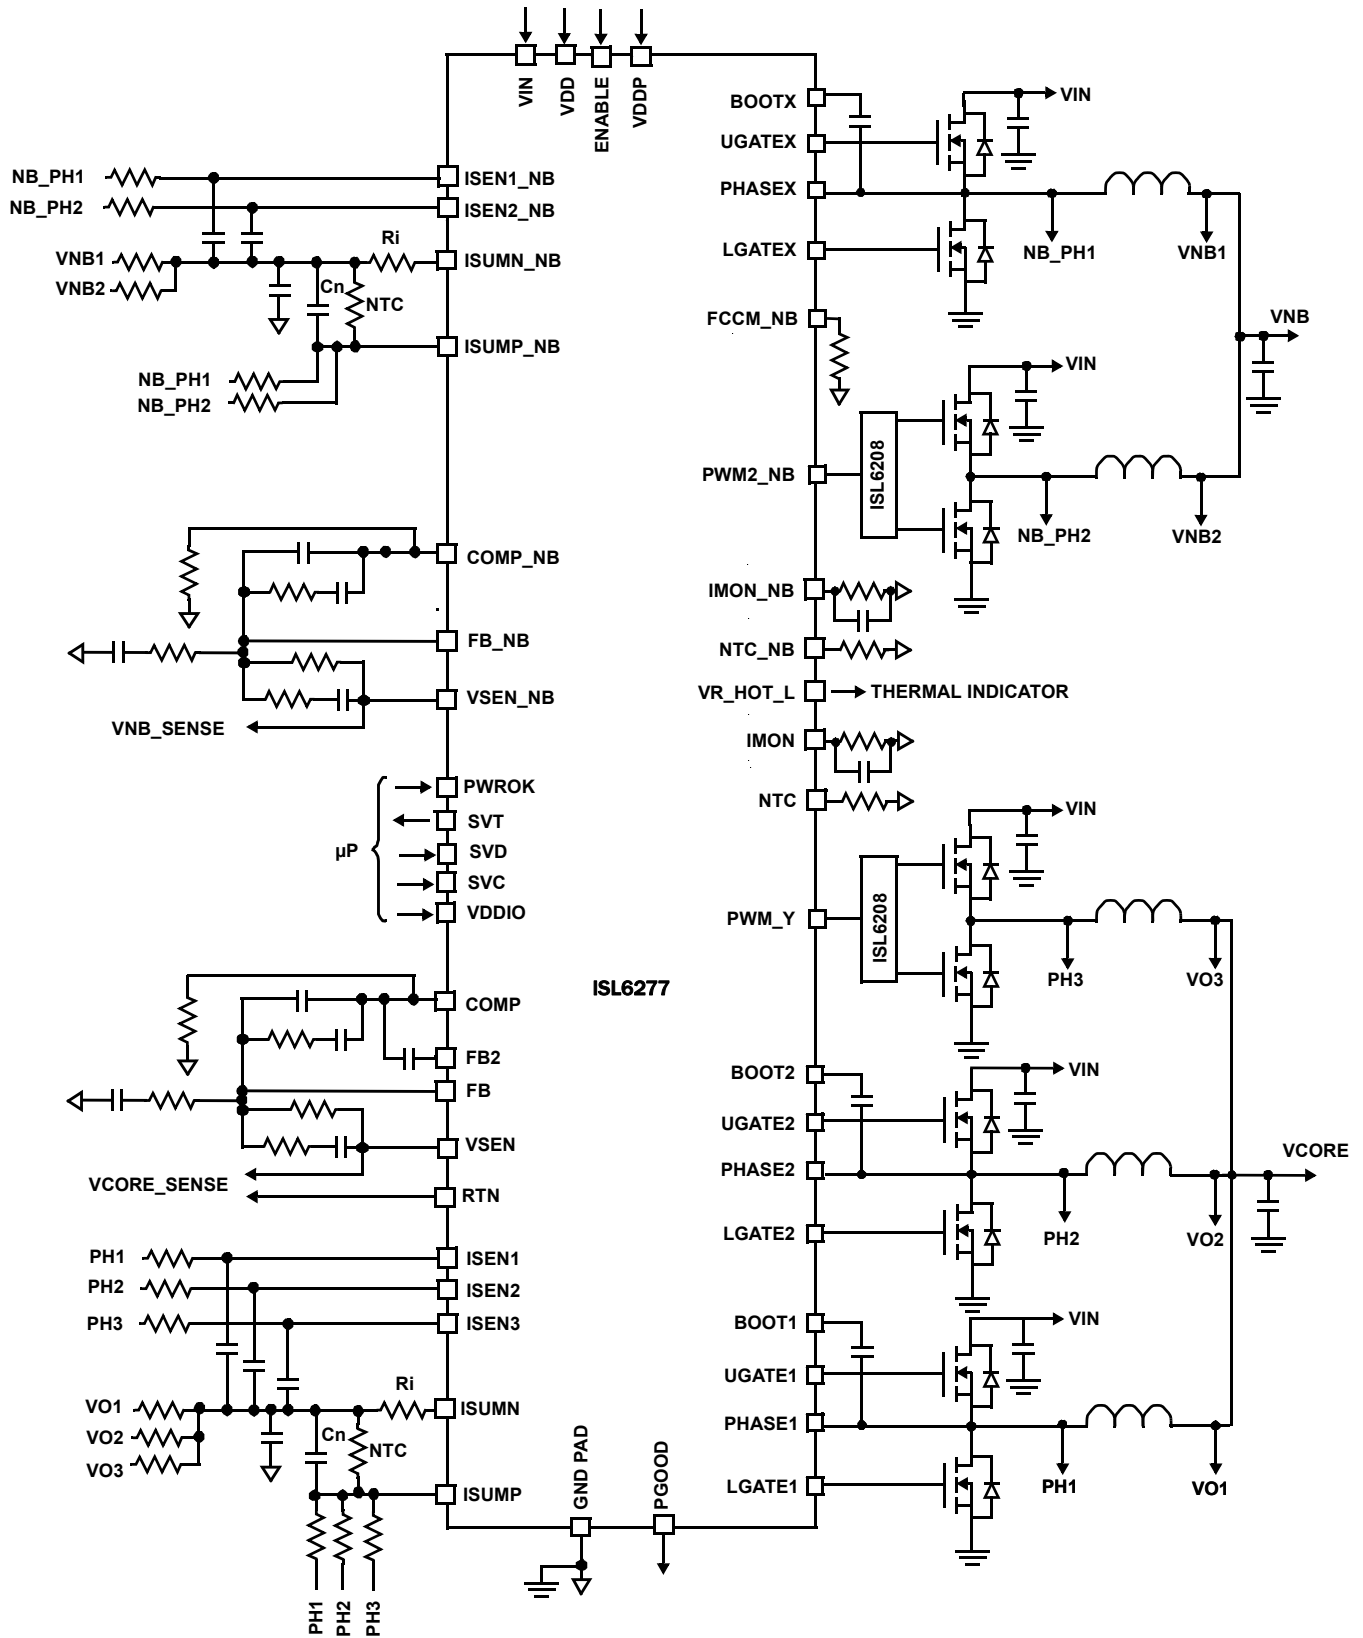 VIN
VDD
ENABLE
VDDP
NB_PH1
NB_PH2
VNB1
VNB2
Ri
Cn
NTC
NB_PH1
NB_PH2
ISEN1_NB
ISEN2_NB
ISUMN_NB
ISUMP_NB
COMP_NB
FB_NB
VSEN_NB
VNB_SENSE
µP
PWROK
SVT
SVD
SVC
VDDIO
COMP
FB2
FB
VSEN
VCORE_SENSE
RTN
PH1
PH2
PH3
ISEN1
ISEN2
ISEN3
VO1
VO2
VO3
Ri
Cn
NTC
ISUMN
ISUMP
PH1
PH2
PH3
ISL6277
GND PAD
PGOOD
BOOTX
UGATEX
PHASEX
LGATEX
VIN
NB_PH1
VNB1
FCCM_NB
VNB
VIN
PWM2_NB
ISL6208
NB_PH2
VNB2
IMON_NB
NTC_NB
VR_HOT_L
THERMAL INDICATOR
IMON
NTC
VIN
PWM_Y
ISL6208
PH3
VO3
BOOT2
VIN
UGATE2
PHASE2
VCORE
LGATE2
PH2
VO2
BOOT1
VIN
UGATE1
PHASE1
LGATE1
PH1
VO1